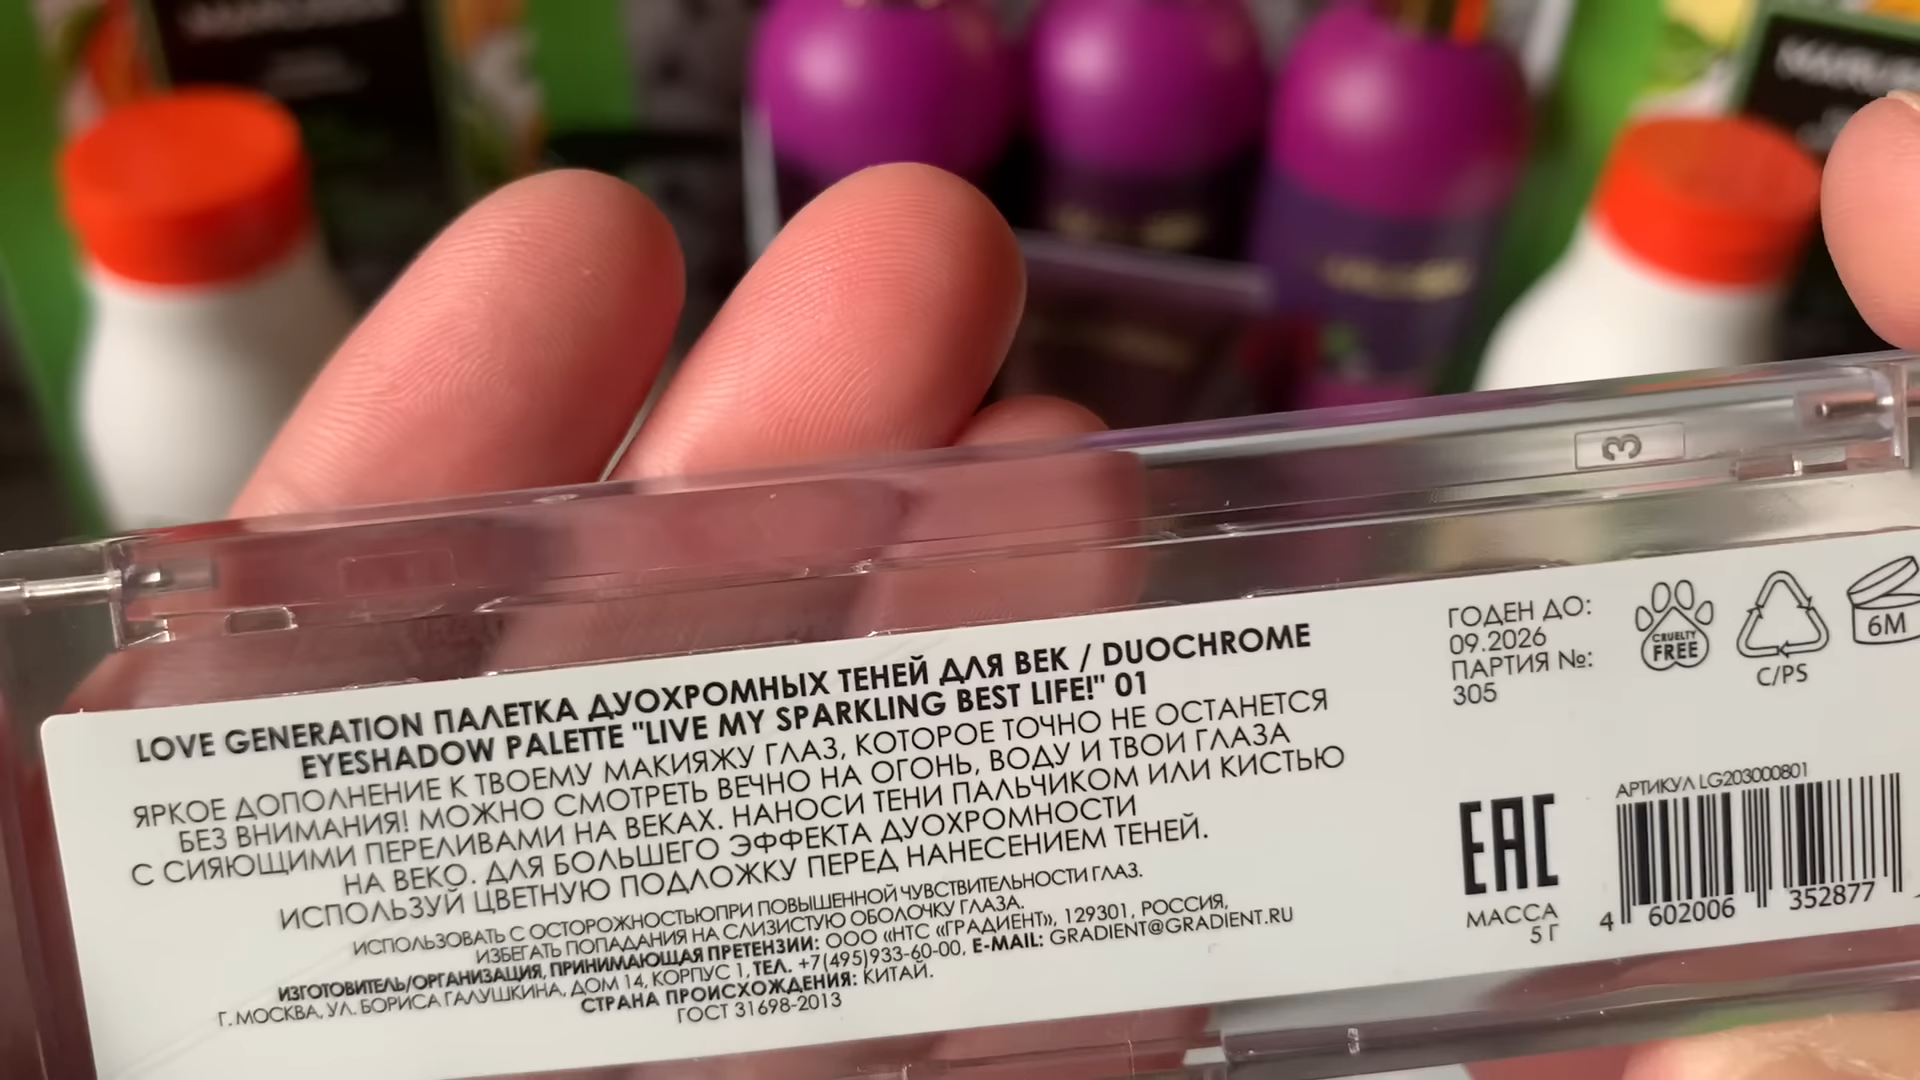 3
LOVE GENERATION ПАЛЕТКА ДУОХРОМНЫХ ТЕНЕЙ ДЛЯ ВЕК / DUOCHROME
EYESHADOW PALETTE "LIVE MY SPARKLING BEST LIFE!" 01
ЯРКОЕ ДОПОЛНЕНИЕ К ТВОЕМУ МАКИЯЖУ ГЛАЗ, КОТОРОЕ ТОЧНО НЕ ОСТАНЕТСЯ
БЕЗ ВНИМАНИЯ! МОЖНО СМОТРЕТЬ ВЕЧНО НА ОГОНЬ, ВОДУ И ТВОИ ГЛАЗА
С СИЯЮЩИМИ ПЕРЕЛИВАМИ НА ВЕКАХ. НАНОСИ ТЕНИ ПАЛЬЧИКОМ ИЛИ КИСТЬЮ
НА ВЕКО. ДЛЯ БОЛЬШЕГО ЭФФЕКТА ДУОХРОМНОСТИ
ИСПОЛЬЗУЙ ЦВЕТНУЮ ПОДЛОЖКУ ПЕРЕД НАНЕСЕНИЕМ ТЕНЕЙ.
ИСПОЛЬЗОВАТЬ С ОСТОРОЖНОСТЬЮПРИ ПОВЫШЕННОЙ ЧУВСТВИТЕЛЬНОСТИ ГЛАЗ.
ИЗБЕГАТЬ ПОПАДАНИЯ НА СЛИЗИСТУЮ ОБОЛОЧКУ ГЛАЗА.
ИЗГОТОВИТЕЛЬ/ОРГАНИЗАЦИЯ, ПРИНИМАЮЩАЯ ПРЕТЕНЗИИ: ООО «НТС «ГРАДИЕНТ», 129301, РОССИЯ,
Г. МОСКВА, УЛ. БОРИСА ГАЛУШКИНА, ДОМ 14, КОРПУС 1, ТЕЛ. +7(495)933-60-00, E-MAIL: GRADIENT@GRADIENT.RU
СТРАНА ПРОИСХОЖДЕНИЯ: КИТАЙ.
ГОСТ 31698-2013
ГОДЕН ДО:
09.2026
ПАРТИЯ №:
305
CRUELTY
FREE
C/PS
6M
EAC
МАССА
5 Г
АРТИКУЛ LG203000801
4 602006 352877